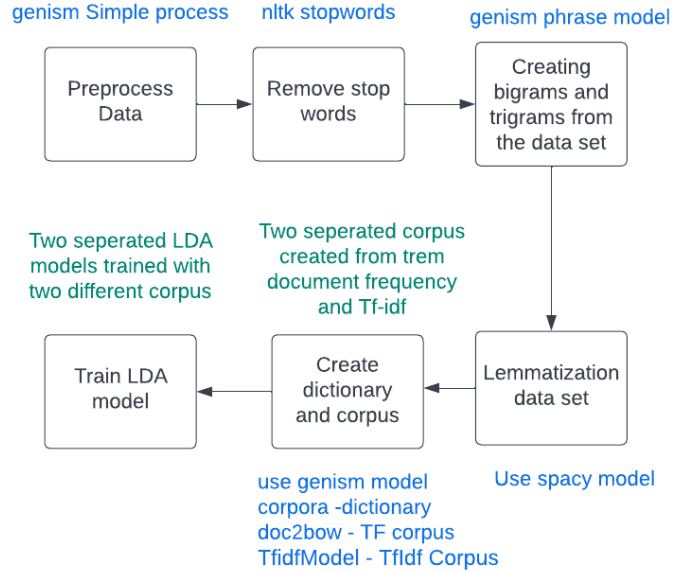 genism Simple process
nltk stopwords
genism phrase model
Preprocess
Data
Remove stop
words
Creating
bigrams and
trigrams from
the data set
Two seperated LDA
models trained with
two different corpus
Two seperated corpus
created from trem
document frequency
and Tf-idf
Train LDA
model
Create
dictionary
and corpus
Lemmatization
data set
use genism model
corpora -dictionary
doc2bow - TF corpus
TfidfModel - TfIdf Corpus
Use spacy model